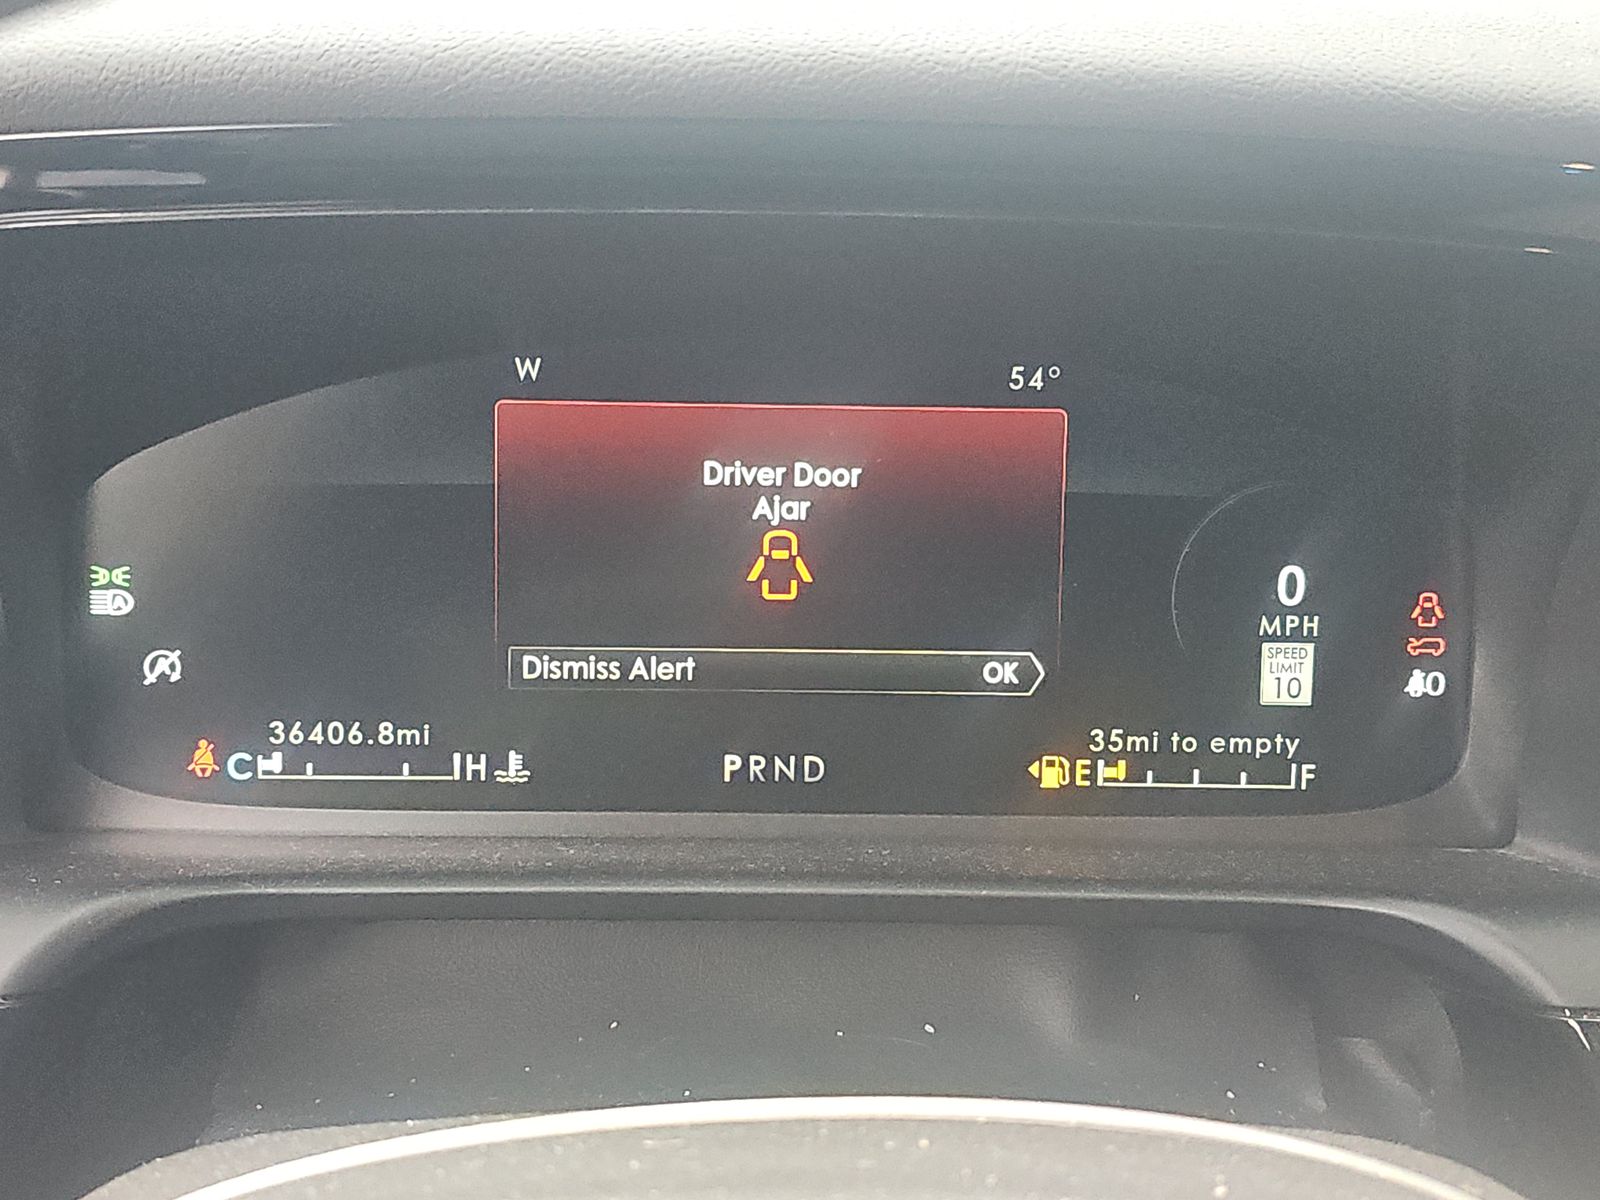 W
54°
Driver Door
Ajar
Dismiss Alert OK
0
MPH
SPEED
LIMIT
10
36406.8mi
C H
PRND
35mi to empty
E F